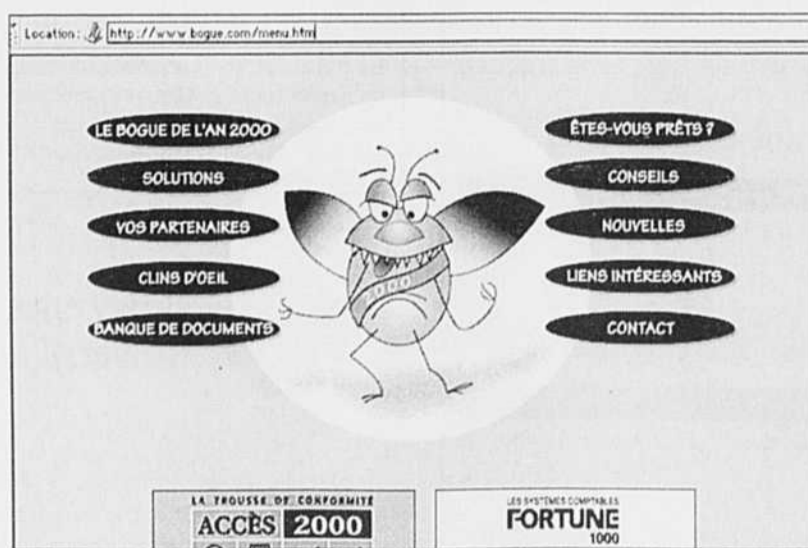 Location: http://www.bogue.com/menu.htm
LE BOGUE DE L'AN 2000
SOLUTIONS
VOS PARTENAIRES
CLINS D'OEIL
BANQUE DE DOCUMENTS
ÊTES-VOUS PRÊTS ?
CONSEILS
NOUVELLES
LIENS INTÉRESSANTS
CONTACT
2000
LA TROUSSE DE CONFORMITÉ
ACCÈS 2000
LES SYSTÈMES COMPTABLES
FORTUNE
1000